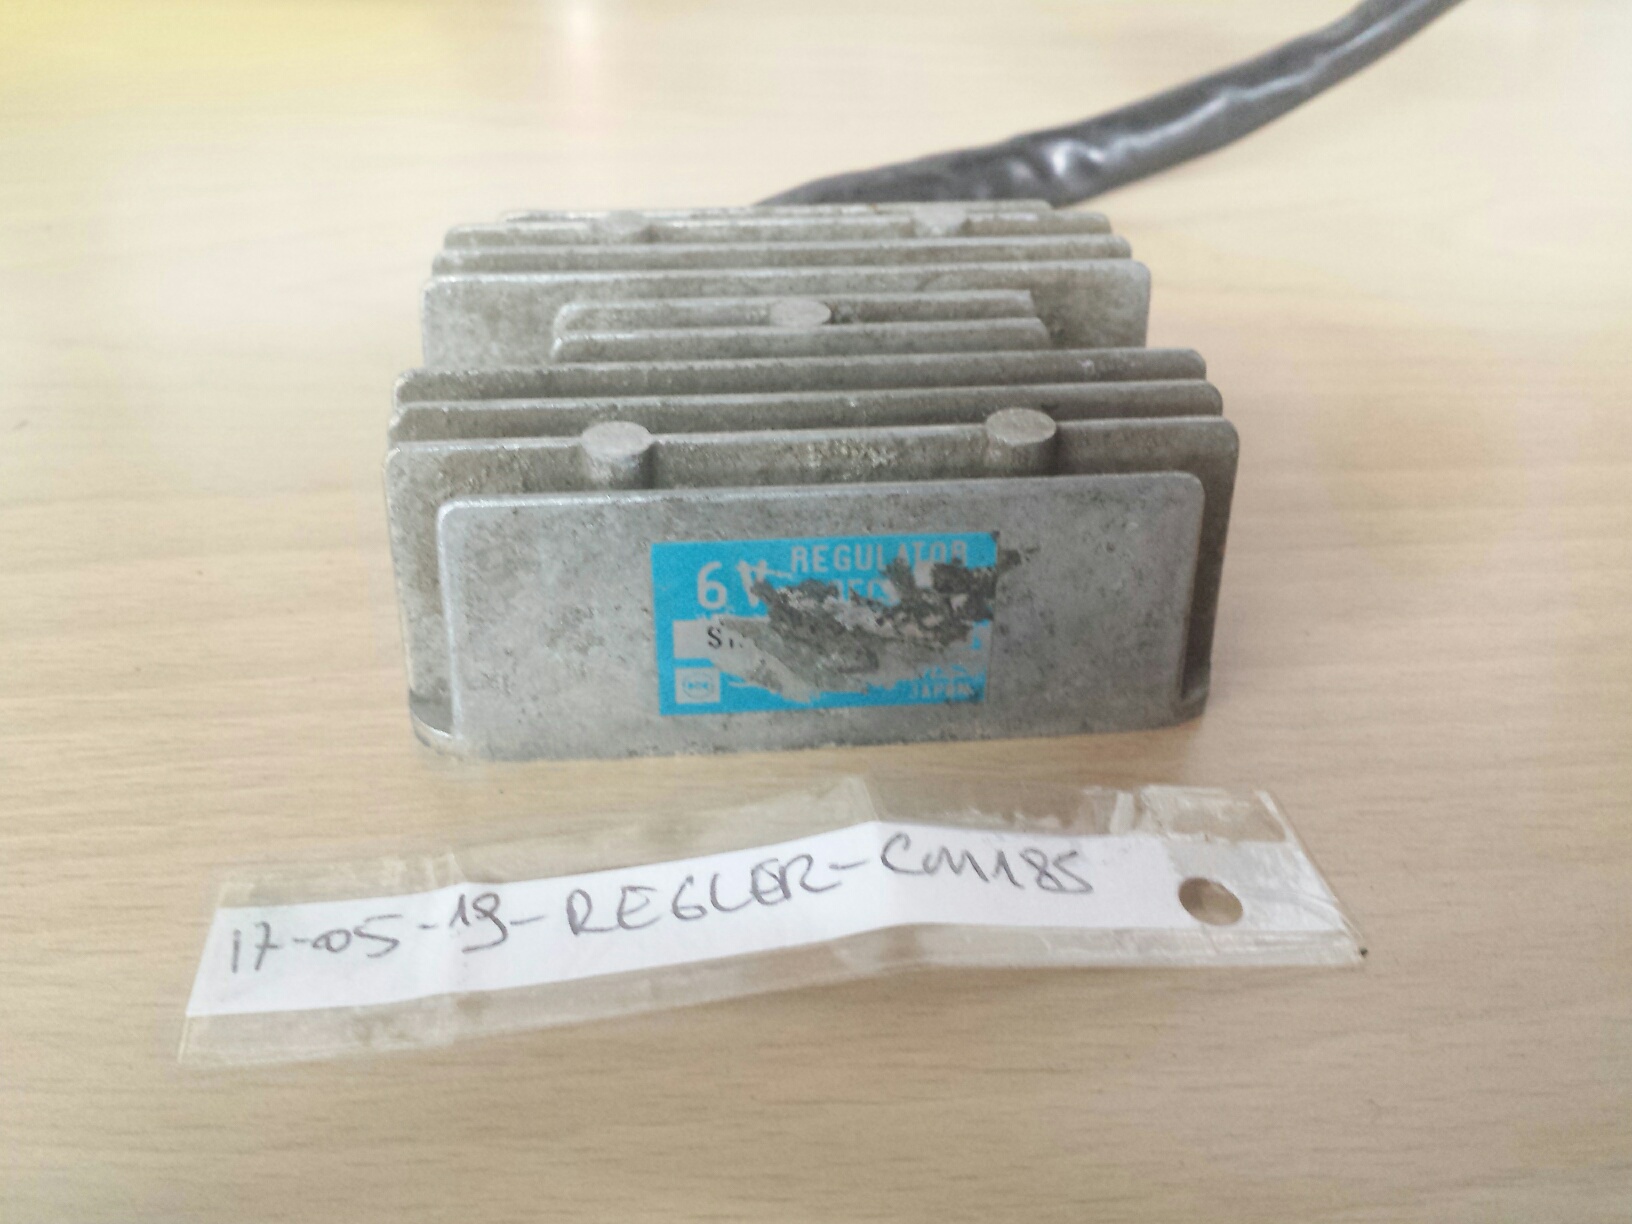 REGULATOR
6V
JAPAN
17-05-19-REGLER-CM185